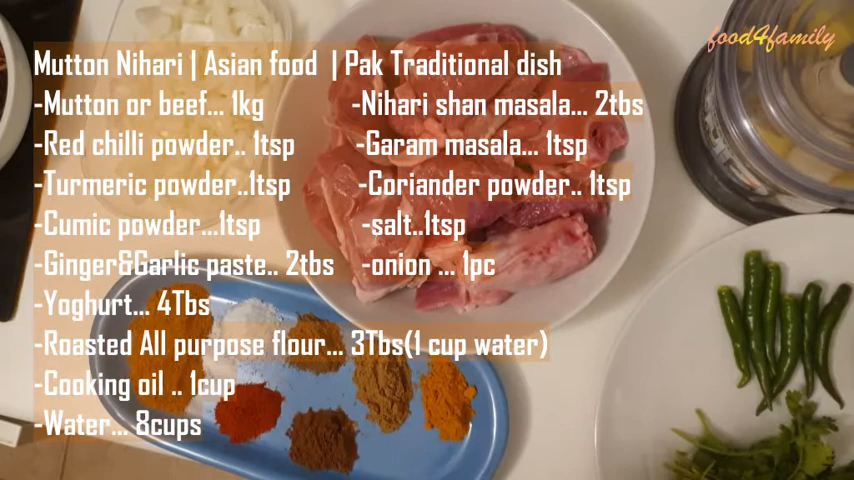 food4family
Mutton Nihari | Asian food | Pak Traditional dish
-Mutton or beef... 1kg
-Nihari shan masala... 2tbs
-Red chilli powder.. 1tsp
-Garam masala... 1tsp
-Turmeric powder..1tsp
-Coriander powder.. 1tsp
-Cumic powder...1tsp
-salt..1tsp
-Ginger&Garlic paste.. 2tbs
-onion ... 1pc
-Yoghurt... 4Tbs
-Roasted All purpose flour... 3Tbs(1 cup water)
-Cooking oil .. 1cup
-Water... 8cups